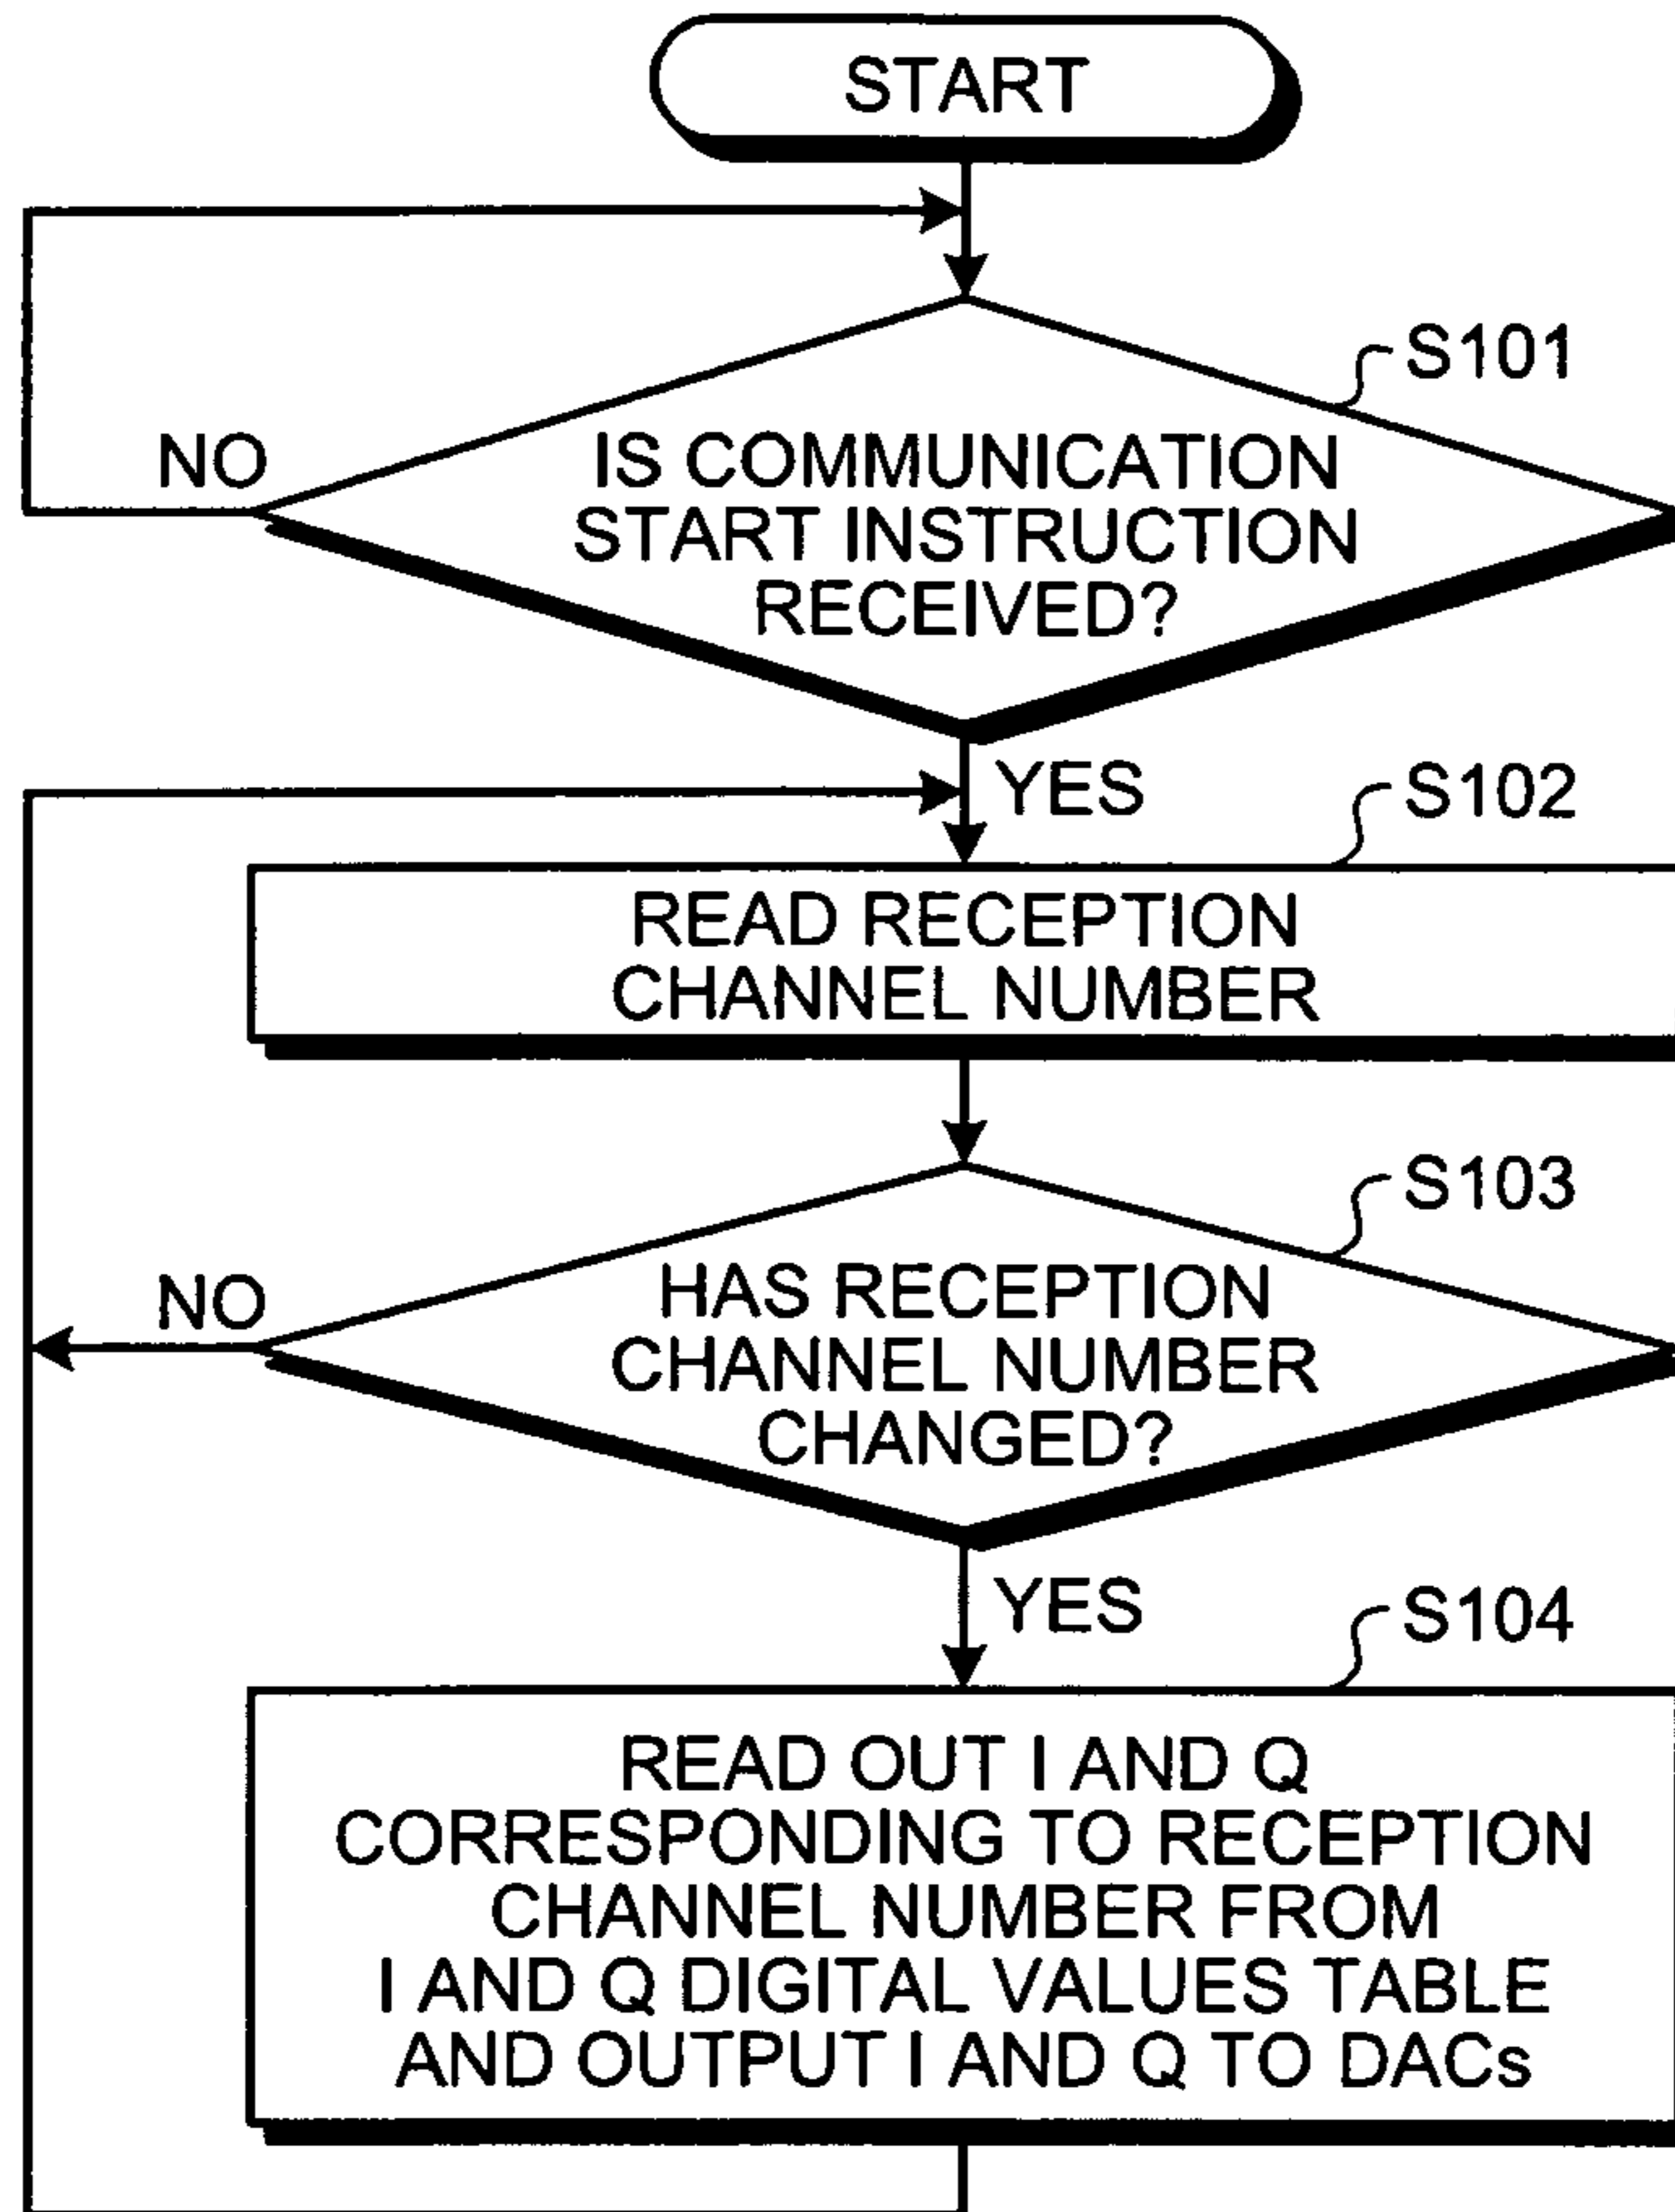 START
S101
NO
IS COMMUNICATION
START INSTRUCTION
RECEIVED?
YES
S102
READ RECEPTION
CHANNEL NUMBER
S103
NO
HAS RECEPTION
CHANNEL NUMBER
CHANGED?
YES
S104
READ OUT I AND Q
CORRESPONDING TO RECEPTION
CHANNEL NUMBER FROM
I AND Q DIGITAL VALUES TABLE
AND OUTPUT I AND Q TO DACs